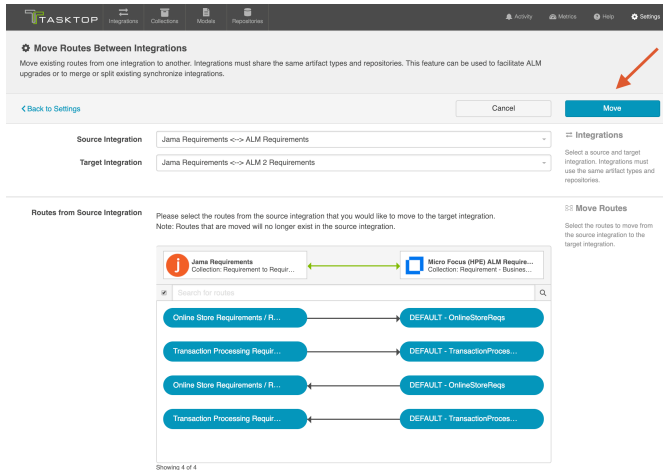 TASKTOP
Integrations
Collections
Models
Repositories
Activity
Metrics
Help
Settings
Move Routes Between Integrations
Move existing routes from one integration to another. Integrations must share the same artifact types and repositories. This feature can be used to facilitate ALM
upgrades or to merge or split existing synchronize integrations.
Back to Settings
Cancel
Move
Source Integration
Jama Requirements <--> ALM Requirements
Target Integration
Jama Requirements <--> ALM 2 Requirements
Integrations
Select a source and target
integration. Integrations must
use the same artifact types and
repositories.
Routes from Source Integration
Please select the routes from the source integration that you would like to move to the target integration.
Note: Routes that are moved will no longer exist in the source integration.
Move Routes
Select the routes to move from
the source integration to the
target integration.
j
Jama Requirements
Collection: Requirement to Requir...
Micro Focus (HPE) ALM Require...
Collection: Requirement - Busines...
Search for routes
Online Store Requirements / R...
DEFAULT - OnlineStoreReqs
Transaction Processing Requir...
DEFAULT - TransactionProces...
Online Store Requirements / R...
DEFAULT - OnlineStoreReqs
Transaction Processing Requir...
DEFAULT - TransactionProces...
Showing 4 of 4